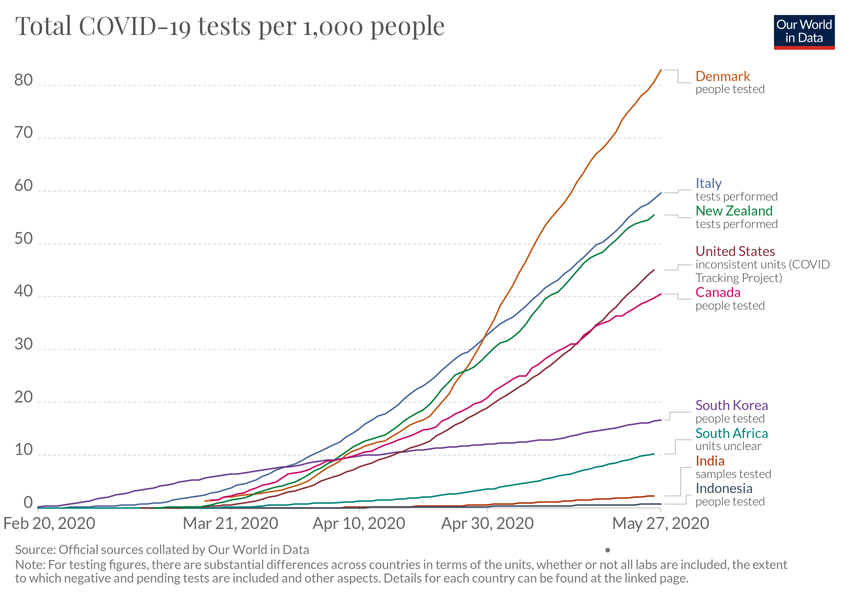 Total COVID-19 tests per 1,000 people
Our World
in Data
80
70
60
50
40
30
20
10
0
Feb 20, 2020
Mar 21, 2020
Apr 10, 2020
Apr 30, 2020
May 27, 2020
Denmark
people tested
Italy
tests performed
New Zealand
tests performed
United States
inconsistent units (COVID
Tracking Project)
Canada
people tested
South Korea
people tested
South Africa
units unclear
India
samples tested
Indonesia
people tested
Source: Official sources collated by Our World in Data
Note: For testing figures, there are substantial differences across countries in terms of the units, whether or not all labs are included, the extent
to which negative and pending tests are included and other aspects. Details for each country can be found at the linked page.